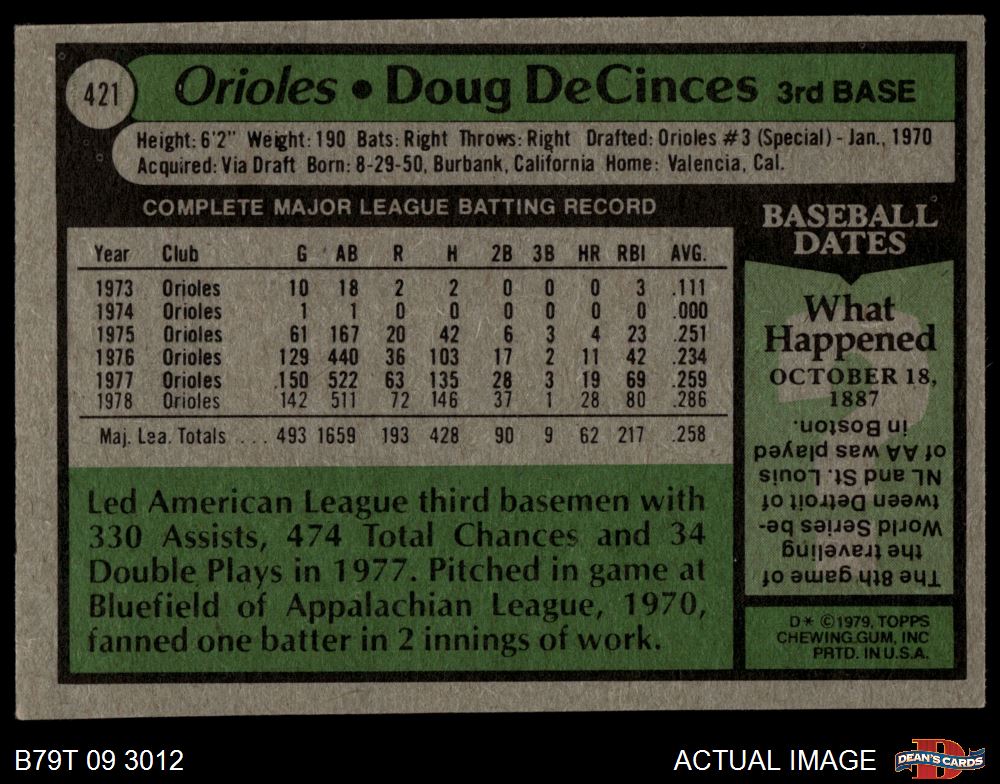 421
Orioles • Doug DeCinces 3rd BASE
Height: 6'2" Weight: 190 Bats: Right Throws: Right Drafted: Orioles #3 (Special) - Jan., 1970
Acquired: Via Draft Born: 8-29-50, Burbank, California Home: Valencia, Cal.
COMPLETE MAJOR LEAGUE BATTING RECORD
Year Club G AB R H 2B 3B HR RBI AVG.
1973 Orioles 10 18 2 2 0 0 0 3 .111
1974 Orioles 1 1 0 0 0 0 0 0 .000
1975 Orioles 61 167 20 42 6 3 4 23 .251
1976 Orioles 129 440 36 103 17 2 11 42 .234
1977 Orioles 150 522 63 135 28 3 19 69 .259
1978 Orioles 142 511 72 146 37 1 28 80 .286
Maj. Lea. Totals .... 493 1659 193 428 90 9 62 217 .258
Led American League third basemen with
330 Assists, 474 Total Chances and 34
Double Plays in 1977. Pitched in game at
Bluefield of Appalachian League, 1970,
fanned one batter in 2 innings of work.
BASEBALL
DATES
What
Happened
OCTOBER 18,
1887
The 8th game of
the traveling
World Series be-
tween Detroit of
NL and St. Louis
of AA was played
in Boston.
D* ©1979, TOPPS
CHEWING GUM, INC
PRTD. IN U.S.A.
B79T 09 3012
ACTUAL IMAGE
DEAN'S CARDS